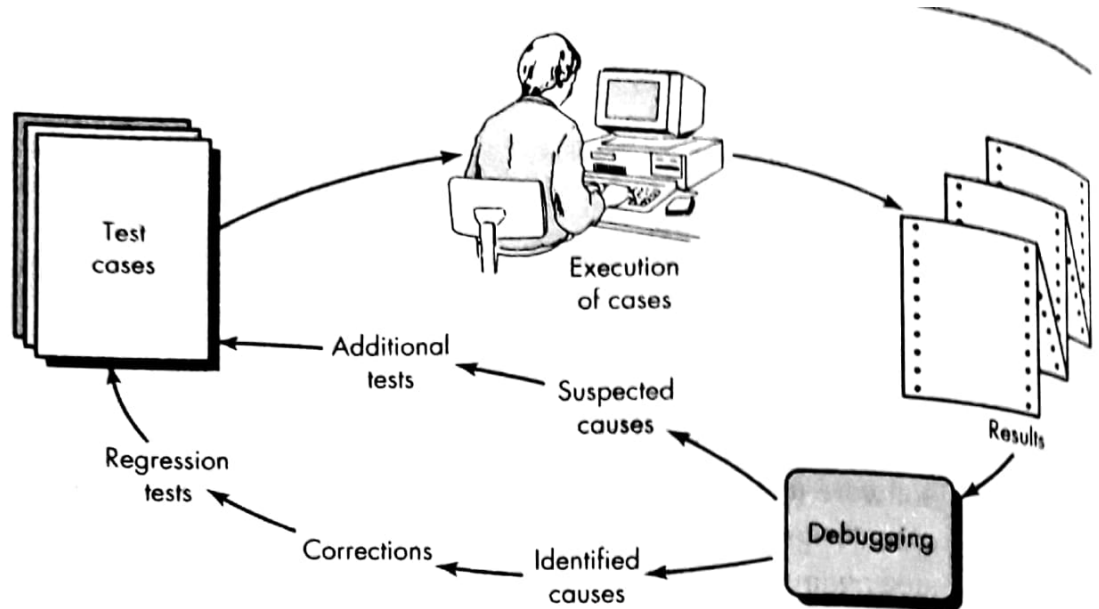 Test
cases
Execution
of cases
Results
Debugging
Suspected
causes
Additional
tests
Identified
causes
Corrections
Regression
tests